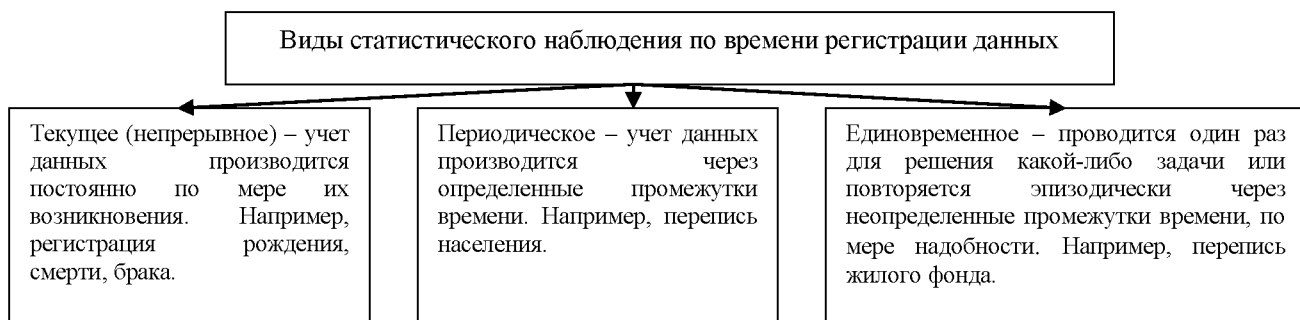 Виды статистического наблюдения по времени регистрации данных
Текущее (непрерывное) – учет
данных производится
постоянно по мере их
возникновения. Например,
регистрация рождения,
смерти, брака.
Периодическое – учет данных
производится через
определенные промежутки
времени. Например, перепись
населения.
Единовременное – проводится один раз
для решения какой-либо задачи или
повторяется эпизодически через
неопределенные промежутки времени, по
мере надобности. Например, перепись
жилого фонда.